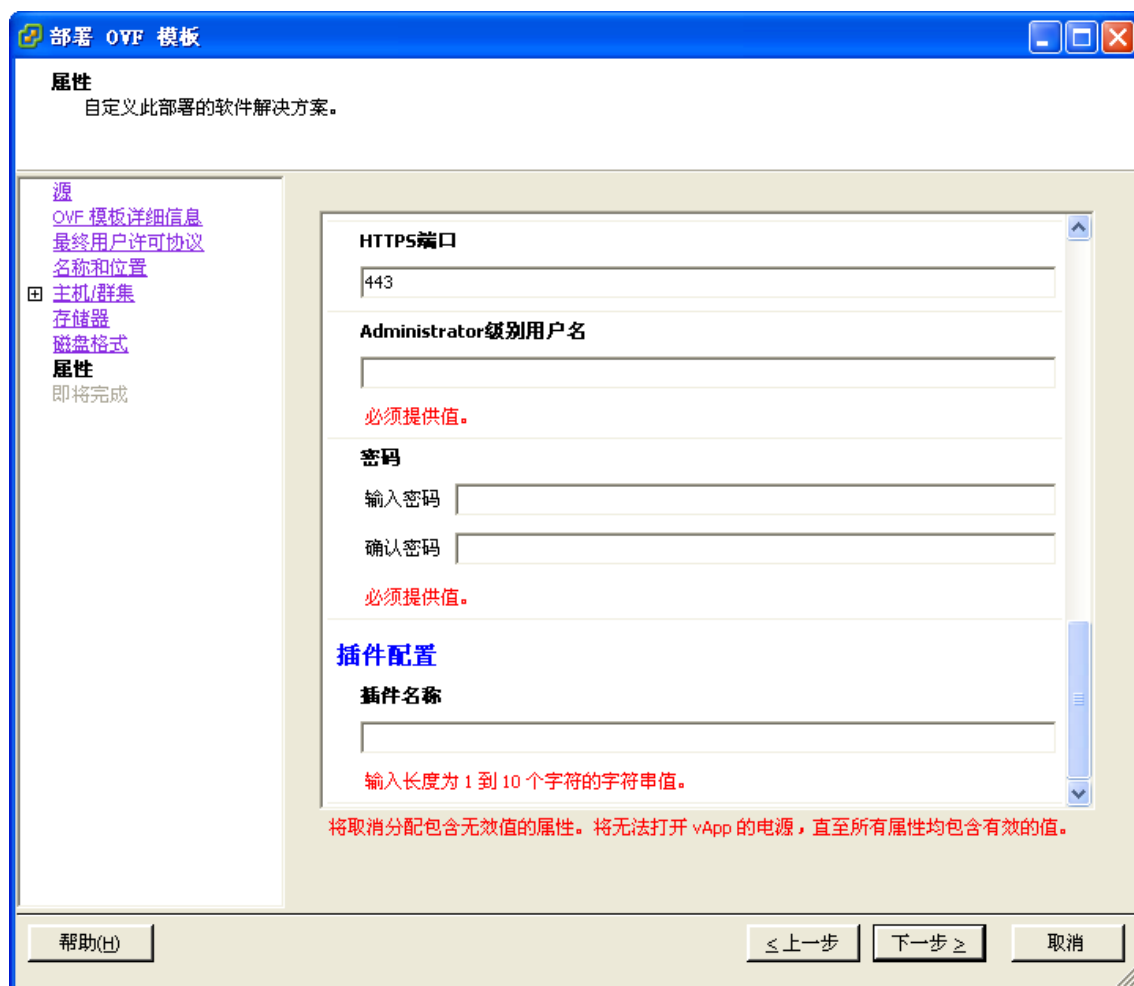 部署 OVF 模板
属性
自定义此部署的软件解决方案。
源
OVF 模板详细信息
最终用户许可协议
名称和位置
主机/群集
存储器
磁盘格式
属性
即将完成
HTTPS端口
443
Administrator级别用户名
必须提供值。
密码
输入密码
确认密码
必须提供值。
插件配置
插件名称
输入长度为 1 到 10 个字符的字符串值。
将取消分配包含无效值的属性。将无法打开 vApp 的电源，直至所有属性均包含有效的值。
帮助(H)
≤上一步
下一步≥
取消